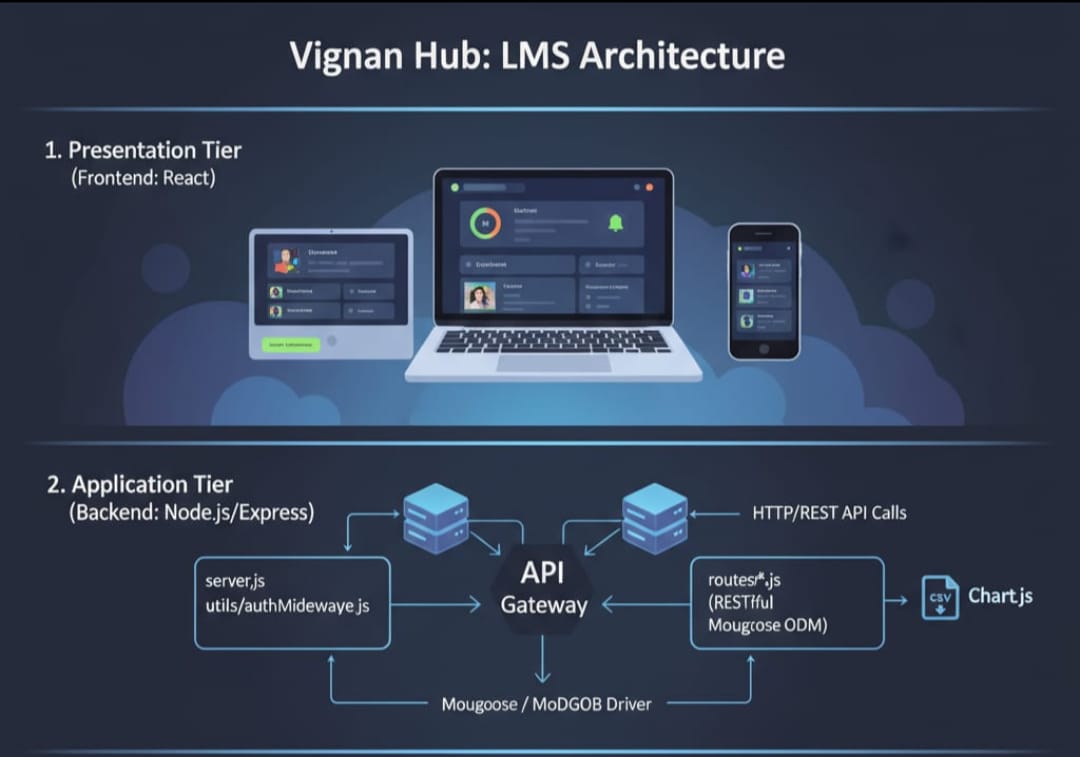 Vignan Hub: LMS Architecture
1. Presentation Tier
(Frontend: React)
2. Application Tier
(Backend: Node.js/Express)
HTTP/REST API Calls
server,js
utils/authMidewaye.js
API
Gateway
routes/*.js
(RESTfful
Mougrose ODM)
CSV
Chart.js
Mougoose / MoDGOB Driver